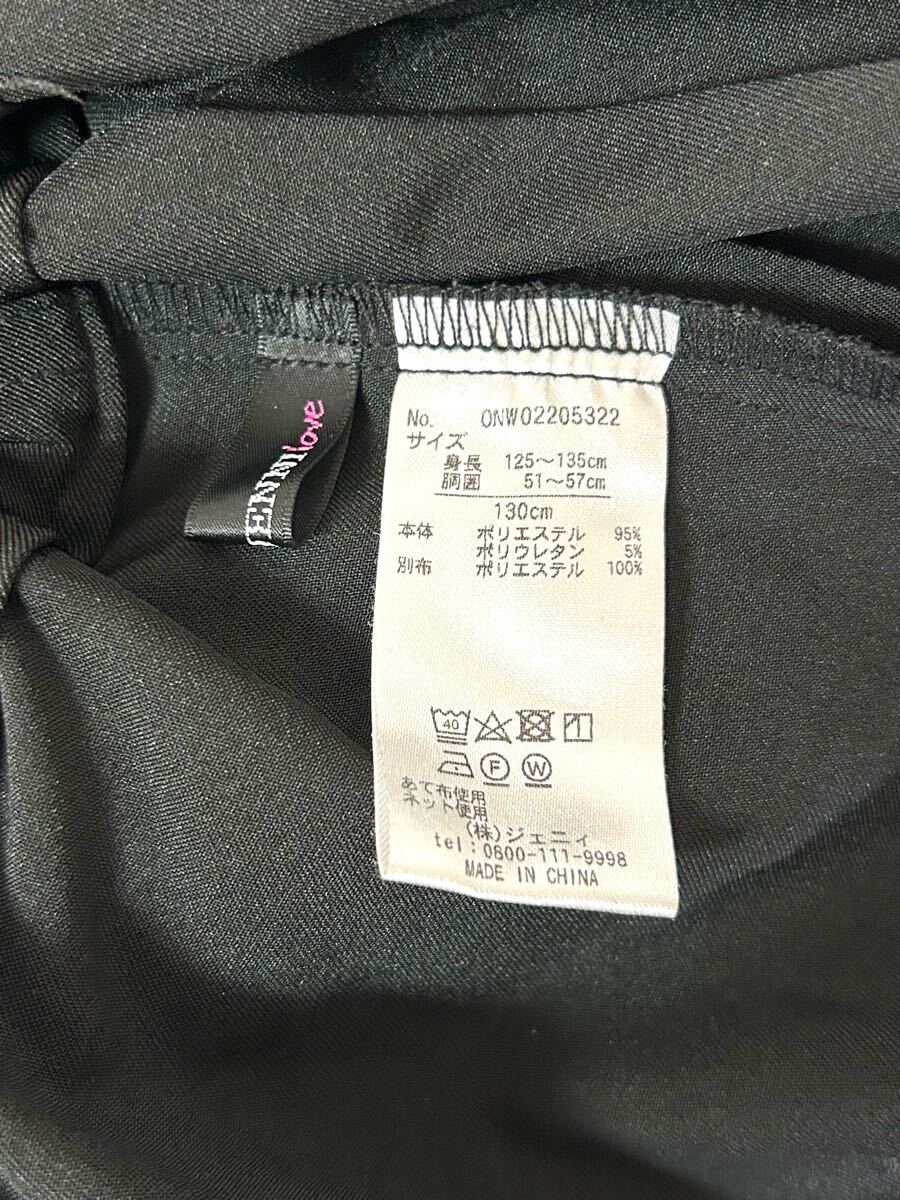 ENNI love
No. ONW02205322
サイズ
身長 125～135cm
胴囲 51～57cm
130cm
本体 ポリエステル 95%
ポリウレタン 5%
別布 ポリエステル 100%
40
F W
あて布使用
ネット使用
(株)ジェニィ
tel:0800-111-9998
MADE IN CHINA